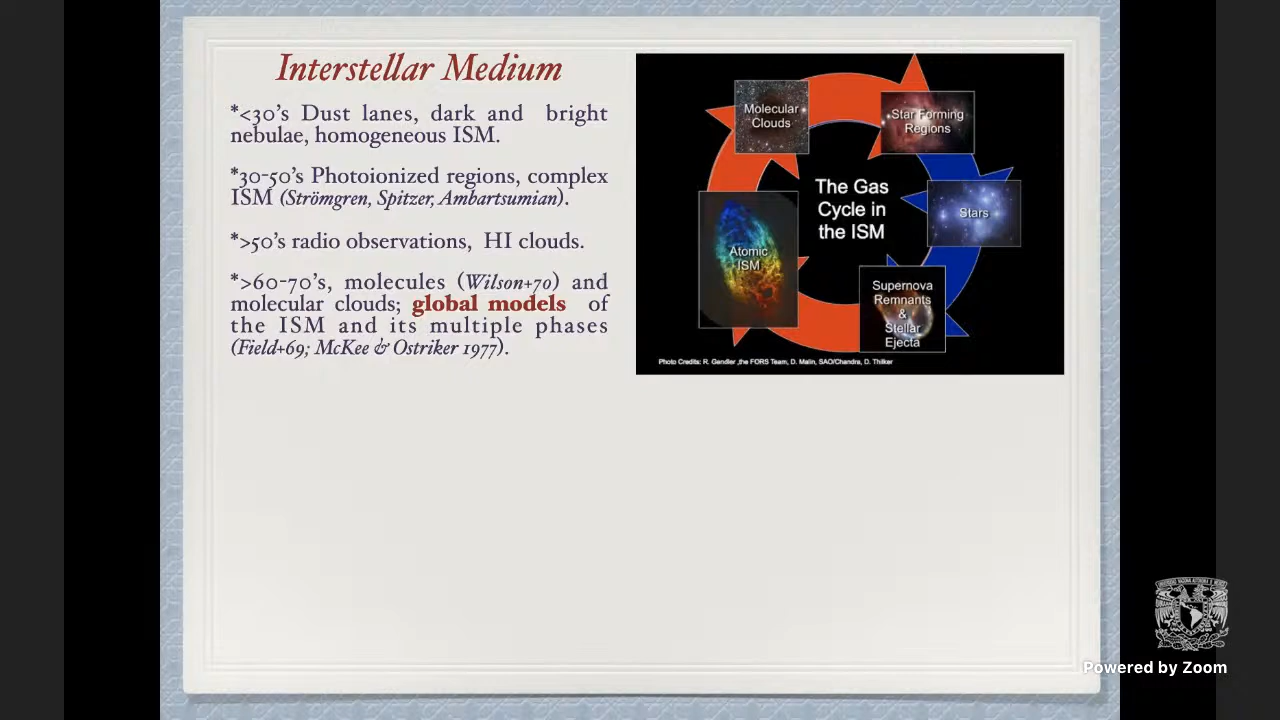 Interstellar Medium
*<30's Dust lanes, dark and bright
nebulae, homogeneous ISM.
*30-50's Photoionized regions, complex
ISM (Strömgren, Spitzer, Ambartsumian).
*>50's radio observations, HI clouds.
*>60-70's, molecules (Wilson+70) and
molecular clouds; global models of
the ISM and its multiple phases
(Field+69; McKee & Ostriker 1977).
Molecular
Clouds
Star Forming
Regions
The Gas
Cycle in
the ISM
Stars
Atomic
ISM
Supernova
Remnants
&
Stellar
Ejecta
Photo Credits: R. Gendler ,the FORS Team, D. Malin, SAO/Chandra, D. Thilker
Powered by Zoom